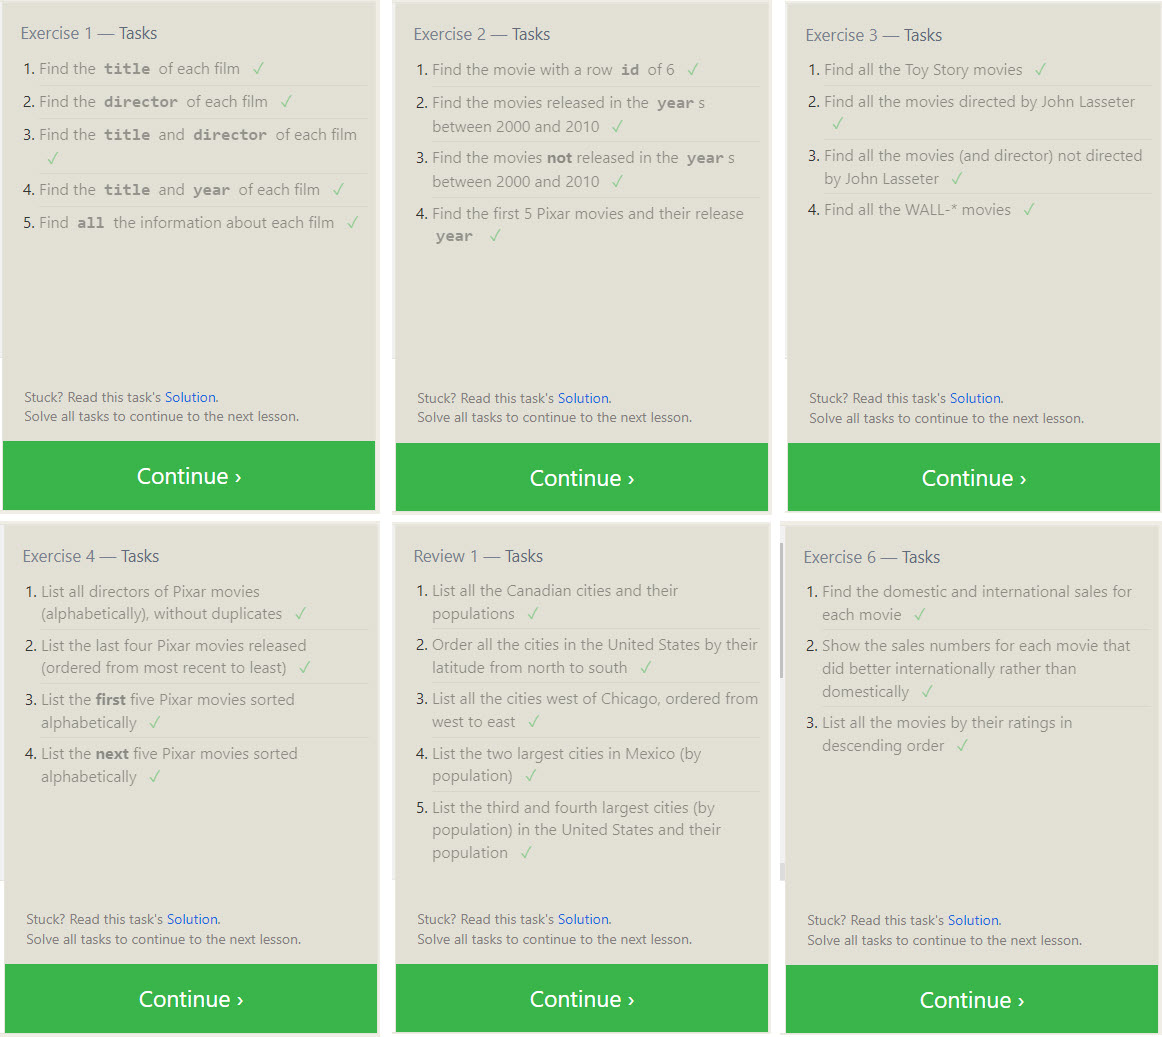 Exercise 1 — Tasks
1. Find the title of each film ✓
2. Find the director of each film ✓
3. Find the title and director of each film
✓
4. Find the title and year of each film ✓
5. Find all the information about each film ✓
Stuck? Read this task's Solution.
Solve all tasks to continue to the next lesson.
Continue ›
Exercise 2 — Tasks
1. Find the movie with a row id of 6 ✓
2. Find the movies released in the year s
between 2000 and 2010 ✓
3. Find the movies not released in the year s
between 2000 and 2010 ✓
4. Find the first 5 Pixar movies and their release
year ✓
Stuck? Read this task's Solution.
Solve all tasks to continue to the next lesson.
Continue ›
Exercise 3 — Tasks
1. Find all the Toy Story movies ✓
2. Find all the movies directed by John Lasseter
✓
3. Find all the movies (and director) not directed
by John Lasseter ✓
4. Find all the WALL-* movies ✓
Stuck? Read this task's Solution.
Solve all tasks to continue to the next lesson.
Continue ›
Exercise 4 — Tasks
1. List all directors of Pixar movies
(alphabetically), without duplicates ✓
2. List the last four Pixar movies released
(ordered from most recent to least) ✓
3. List the first five Pixar movies sorted
alphabetically ✓
4. List the next five Pixar movies sorted
alphabetically ✓
Stuck? Read this task's Solution.
Solve all tasks to continue to the next lesson.
Continue ›
Review 1 — Tasks
1. List all the Canadian cities and their
populations ✓
2. Order all the cities in the United States by their
latitude from north to south ✓
3. List all the cities west of Chicago, ordered from
west to east ✓
4. List the two largest cities in Mexico (by
population) ✓
5. List the third and fourth largest cities (by
population) in the United States and their
population ✓
Stuck? Read this task's Solution.
Solve all tasks to continue to the next lesson.
Continue ›
Exercise 6 — Tasks
1. Find the domestic and international sales for
each movie ✓
2. Show the sales numbers for each movie that
did better internationally rather than
domestically ✓
3. List all the movies by their ratings in
descending order ✓
Stuck? Read this task's Solution.
Solve all tasks to continue to the next lesson.
Continue ›